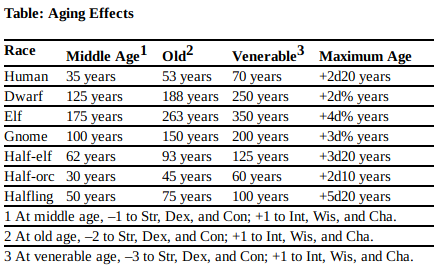 Table: Aging Effects
Race Middle Age1 Old2 Venerable3 Maximum Age
Human 35 years 53 years 70 years +2d20 years
Dwarf 125 years 188 years 250 years +2d% years
Elf 175 years 263 years 350 years +4d% years
Gnome 100 years 150 years 200 years +3d% years
Half-elf 62 years 93 years 125 years +3d20 years
Half-orc 30 years 45 years 60 years +2d10 years
Halfling 50 years 75 years 100 years +5d20 years
1 At middle age, –1 to Str, Dex, and Con; +1 to Int, Wis, and Cha.
2 At old age, –2 to Str, Dex, and Con; +1 to Int, Wis, and Cha.
3 At venerable age, –3 to Str, Dex, and Con; +1 to Int, Wis, and Cha.